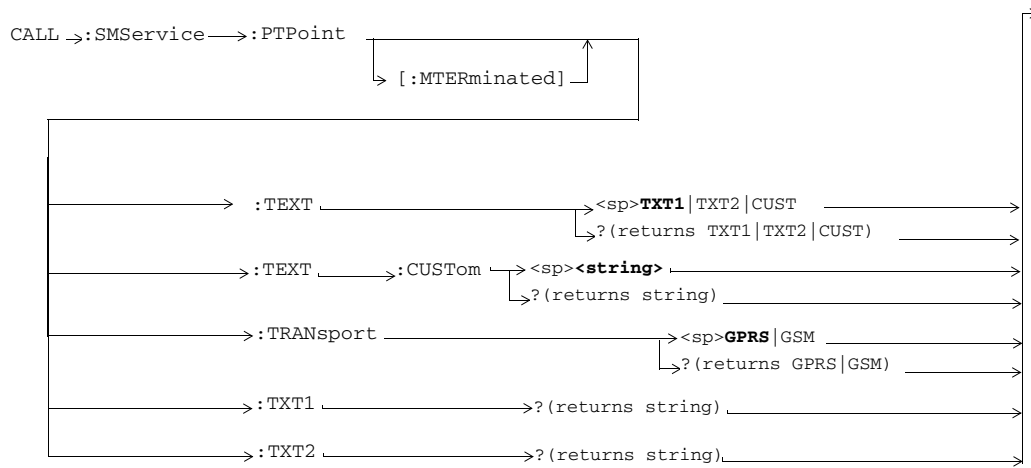 CALL :SMService :PTPoint
[:MTERminated]
:TEXT <sp>TXT1|TXT2|CUST
?(returns TXT1|TXT2|CUST)
:TEXT :CUSTom <sp><string>
?(returns string)
:TRANsport <sp>GPRS|GSM
?(returns GPRS|GSM)
:TXT1 ?(returns string)
:TXT2 ?(returns string)